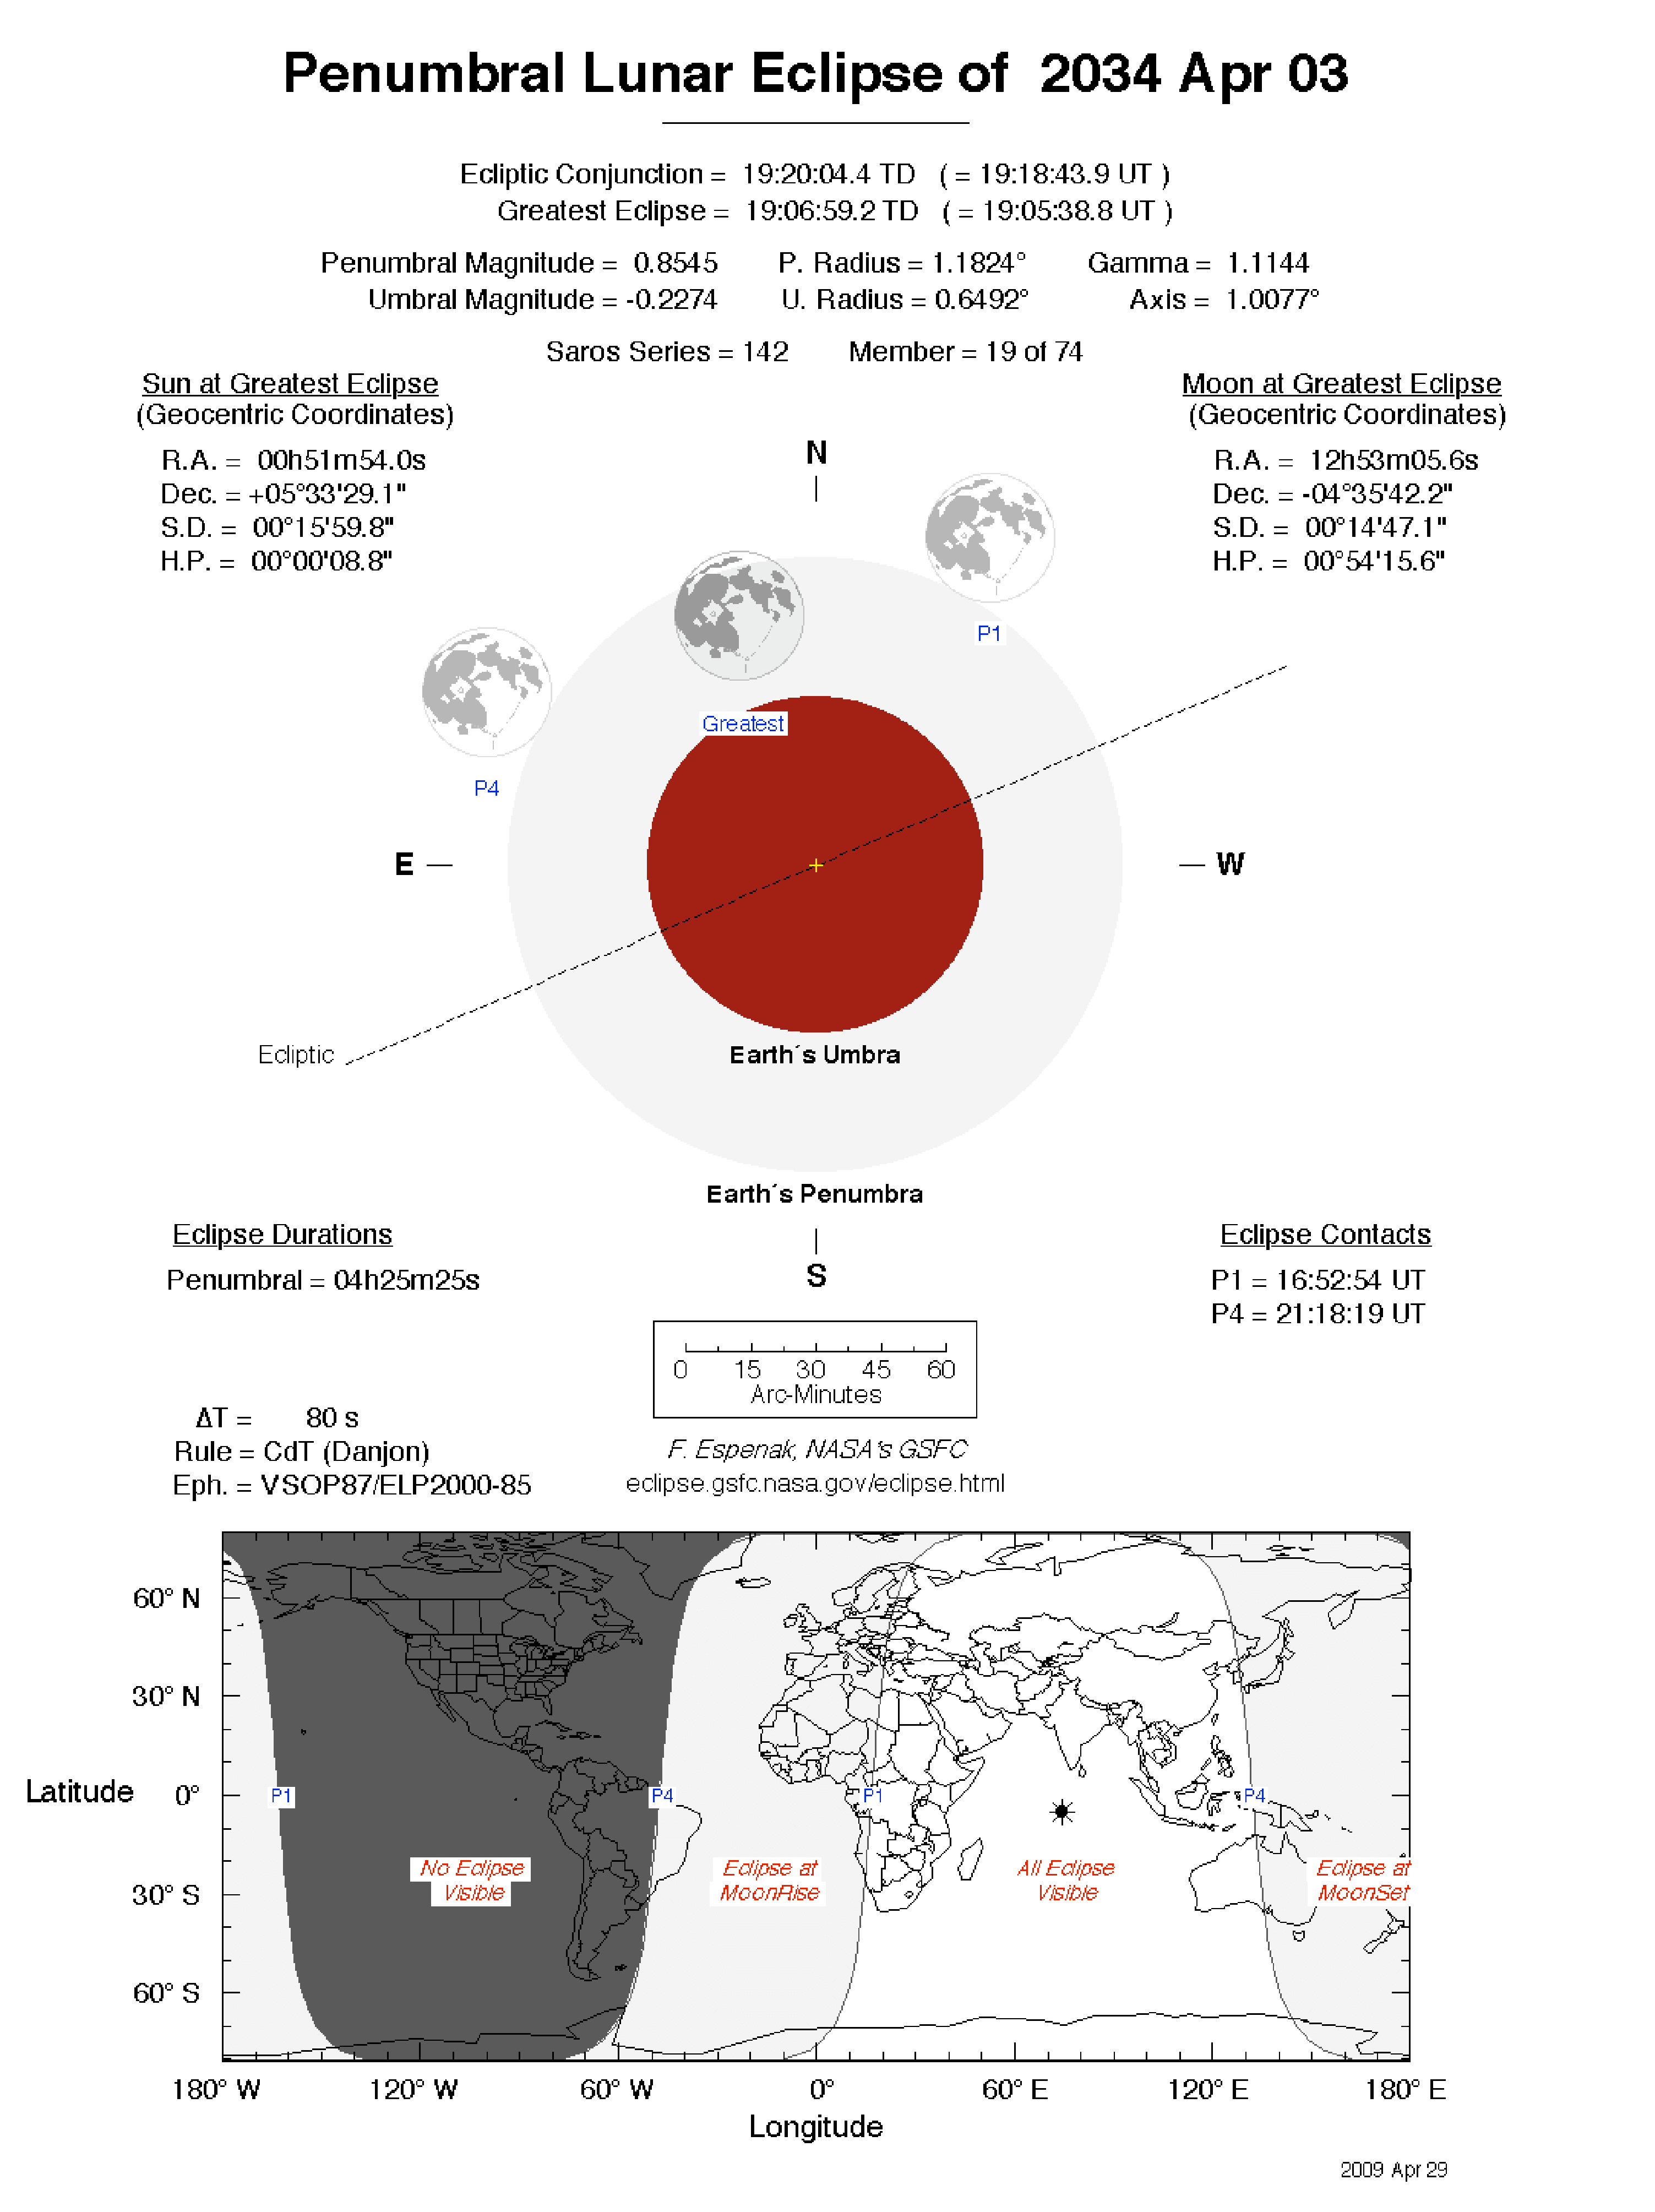 Penumbral Lunar Eclipse of 2034 Apr 03
Ecliptic Conjunction = 19:20:04.4 TD ( = 19:18:43.9 UT )
Greatest Eclipse = 19:06:59.2 TD ( = 19:05:38.8 UT )
Penumbral Magnitude = 0.8545 P. Radius = 1.1824° Gamma = 1.1144
Umbral Magnitude = -0.2274 U. Radius = 0.6492° Axis = 1.0077°
Saros Series = 142 Member = 19 of 74
Sun at Greatest Eclipse
(Geocentric Coordinates)
R.A. = 00h51m54.0s
Dec. = +05°33'29.1"
S.D. = 00°15'59.8"
H.P. = 00°00'08.8"
Moon at Greatest Eclipse
(Geocentric Coordinates)
R.A. = 12h53m05.6s
Dec. = -04°35'42.2"
S.D. = 00°14'47.1"
H.P. = 00°54'15.6"
N
P1
Greatest
P4
E
W
Ecliptic
Earth´s Umbra
Earth´s Penumbra
S
Eclipse Durations
Penumbral = 04h25m25s
Eclipse Contacts
P1 = 16:52:54 UT
P4 = 21:18:19 UT
0 15 30 45 60
Arc-Minutes
ΔT = 80 s
Rule = CdT (Danjon)
Eph. = VSOP87/ELP2000-85
F. Espenak, NASA's GSFC
eclipse.gsfc.nasa.gov/eclipse.html
60° N
30° N
Latitude 0°
30° S
60° S
P1 P4 P1 P4
No Eclipse
Visible
Eclipse at
MoonRise
All Eclipse
Visible
Eclipse at
MoonSet
180° W 120° W 60° W 0° 60° E 120° E 180° E
Longitude
2009 Apr 29